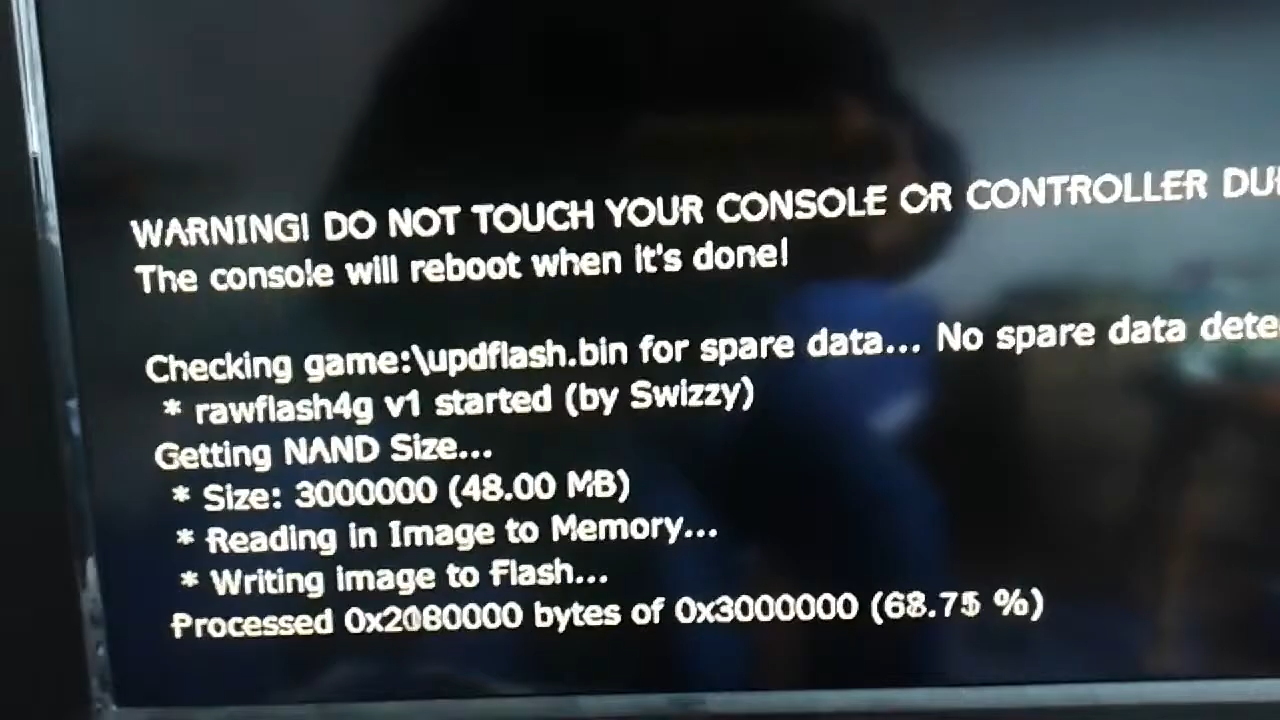 WARNING! DO NOT TOUCH YOUR CONSOLE OR CONTROLLER
The console will reboot when it's done!
Checking game:\updflash.bin for spare data... No spare data
* rawflash4g v1 started (by Swizzy)
Getting NAND Size...
* Size: 3000000 (48.00 MB)
* Reading in Image to Memory...
* Writing image to Flash...
Processed bytes of 0x3000000 (68.75 %)